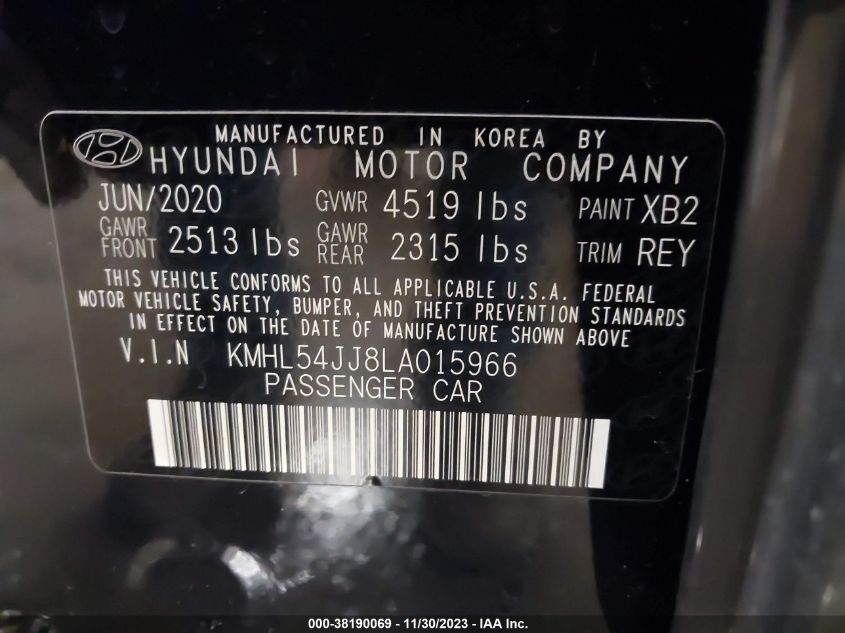 MANUFACTURED IN KOREA BY
HYUNDAI MOTOR COMPANY
JUN/2020 GVWR 4519 lbs PAINT XB2
GAWR FRONT 2513 lbs GAWR REAR 2315 lbs TRIM REY
THIS VEHICLE CONFORMS TO ALL APPLICABLE U.S.A. FEDERAL
MOTOR VEHICLE SAFETY, BUMPER, AND THEFT PREVENTION STANDARDS
IN EFFECT ON THE DATE OF MANUFACTURE SHOWN ABOVE
V.I.N KMHL54JJ8LA015966
PASSENGER CAR
000-38190069 - 11/30/2023 - IAA Inc.